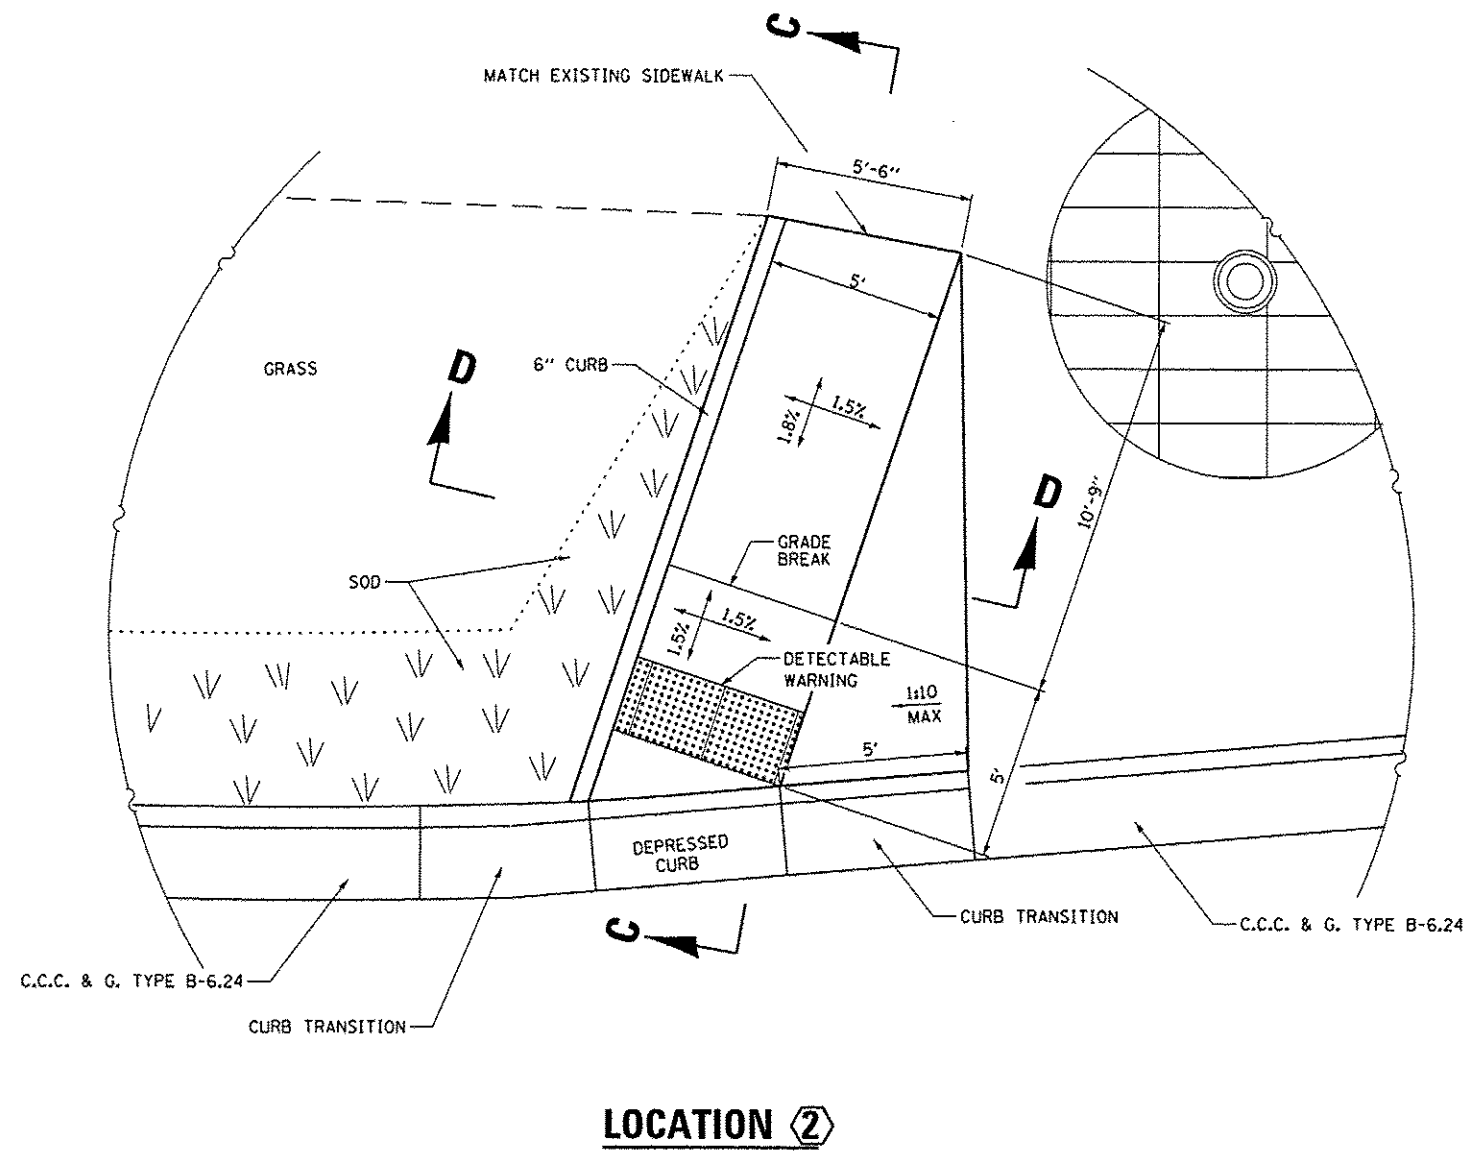 C
MATCH EXISTING SIDEWALK
5'-6"
5'
GRASS
D
6" CURB
1.8%
1.5%
D
10'-9"
GRADE
BREAK
SOD
1.5%
1.5%
DETECTABLE
WARNING
1:10
MAX
5'
5'
DEPRESSED
CURB
C
CURB TRANSITION
C.C.C. & G. TYPE B-6.24
C.C.C. & G. TYPE B-6.24
CURB TRANSITION
LOCATION 2